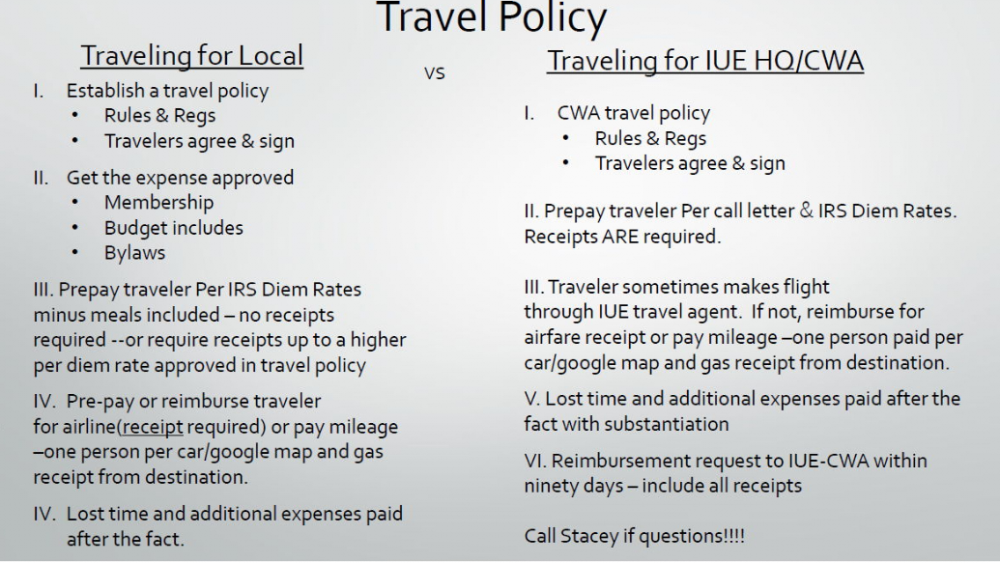 Travel Policy
Traveling for Local
I. Establish a travel policy
• Rules & Regs
• Travelers agree & sign
II. Get the expense approved
• Membership
• Budget includes
• Bylaws
III. Prepay traveler Per IRS Diem Rates
minus meals included – no receipts
required --or require receipts up to a higher
per diem rate approved in travel policy
IV. Pre-pay or reimburse traveler
for airline(receipt required) or pay mileage
–one person per car/google map and gas
receipt from destination.
IV. Lost time and additional expenses paid
after the fact.
vs
Traveling for IUE HQ/CWA
I. CWA travel policy
• Rules & Regs
• Travelers agree & sign
II. Prepay traveler Per call letter & IRS Diem Rates.
Receipts ARE required.
III. Traveler sometimes makes flight
through IUE travel agent. If not, reimburse for
airfare receipt or pay mileage –one person paid per
car/google map and gas receipt from destination.
V. Lost time and additional expenses paid after the
fact with substantiation
VI. Reimbursement request to IUE-CWA within
ninety days – include all receipts
Call Stacey if questions!!!!